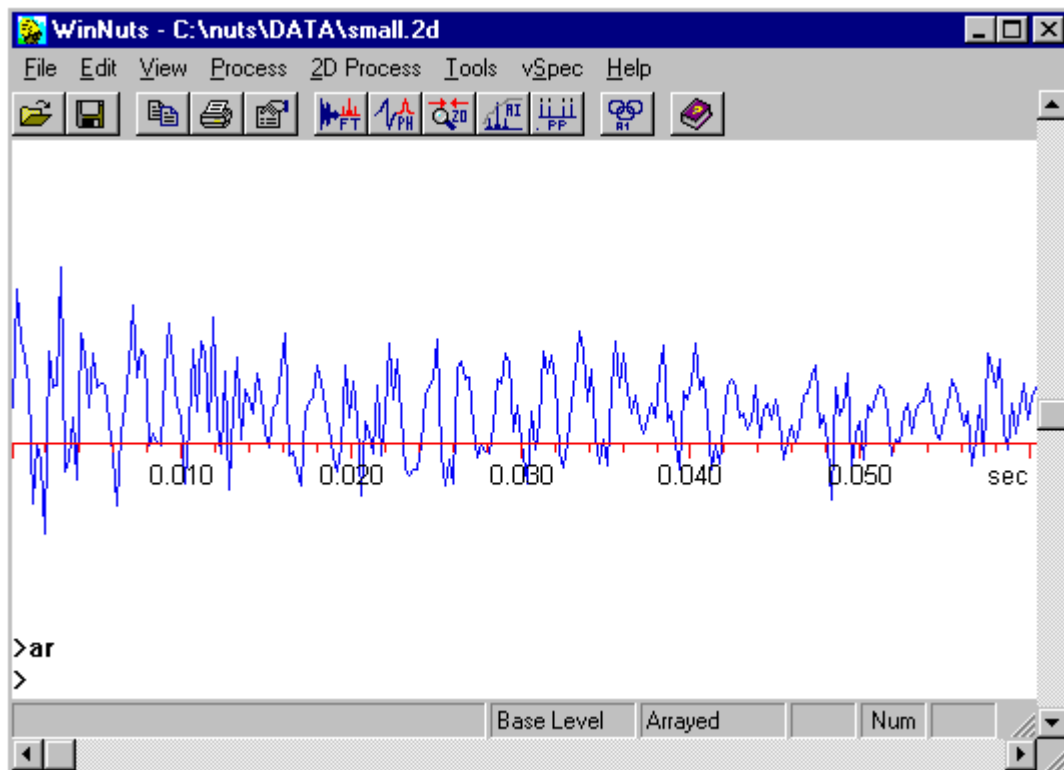 WinNuts - C:\nuts\DATA\small.2d
File Edit View Process 2D Process Tools vSpec Help
FT PH ZO AI PP A1
0.010 0.020 0.030 0.040 0.050 sec
>ar
>
Base Level Arrayed Num